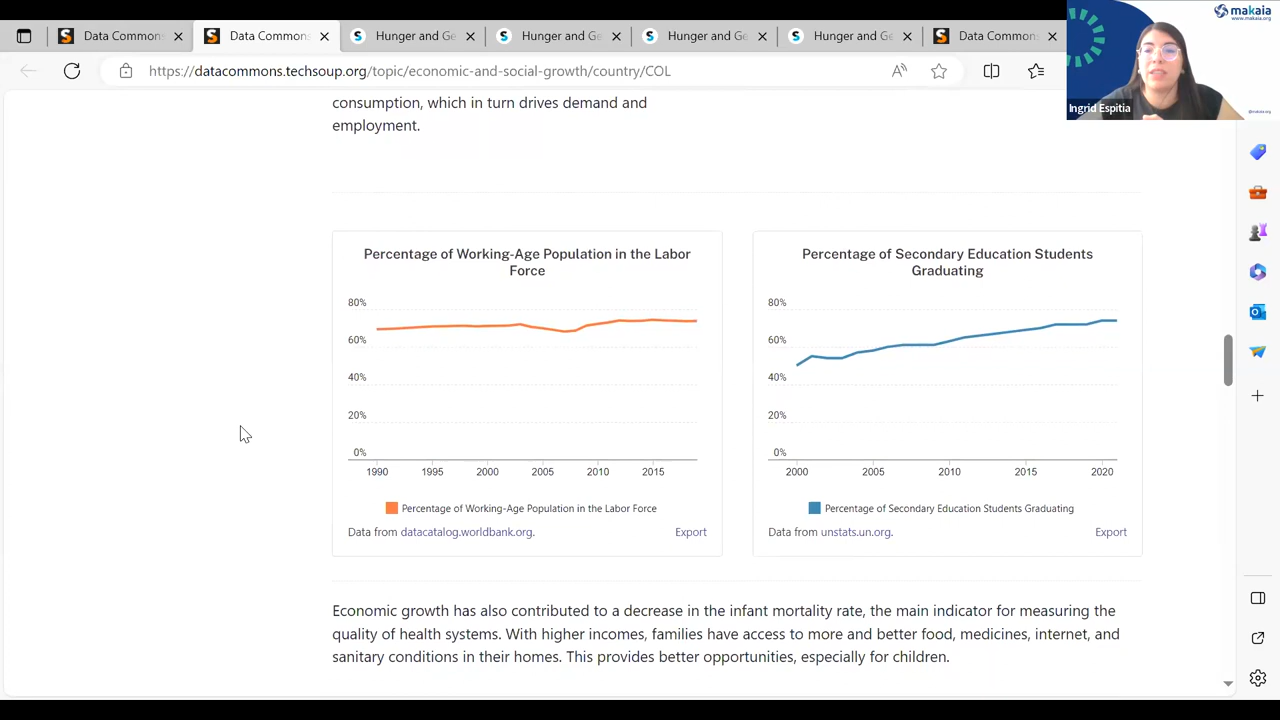 makaia
www.makaia.org
Data Commons
Data Commons
Hunger and Ge
Hunger and Ge
Hunger and Ge
Hunger and Ge
Data Commons
https://datacommons.techsoup.org/topic/economic-and-social-growth/country/COL
Ingrid Espitia
consumption, which in turn drives demand and
employment.
Percentage of Working-Age Population in the Labor
Force
80%
60%
40%
20%
0%
1990 1995 2000 2005 2010 2015
Percentage of Working-Age Population in the Labor Force
Data from datacatalog.worldbank.org.
Export
Percentage of Secondary Education Students
Graduating
80%
60%
40%
20%
0%
2000 2005 2010 2015 2020
Percentage of Secondary Education Students Graduating
Data from unstats.un.org.
Export
Economic growth has also contributed to a decrease in the infant mortality rate, the main indicator for measuring the
quality of health systems. With higher incomes, families have access to more and better food, medicines, internet, and
sanitary conditions in their homes. This provides better opportunities, especially for children.